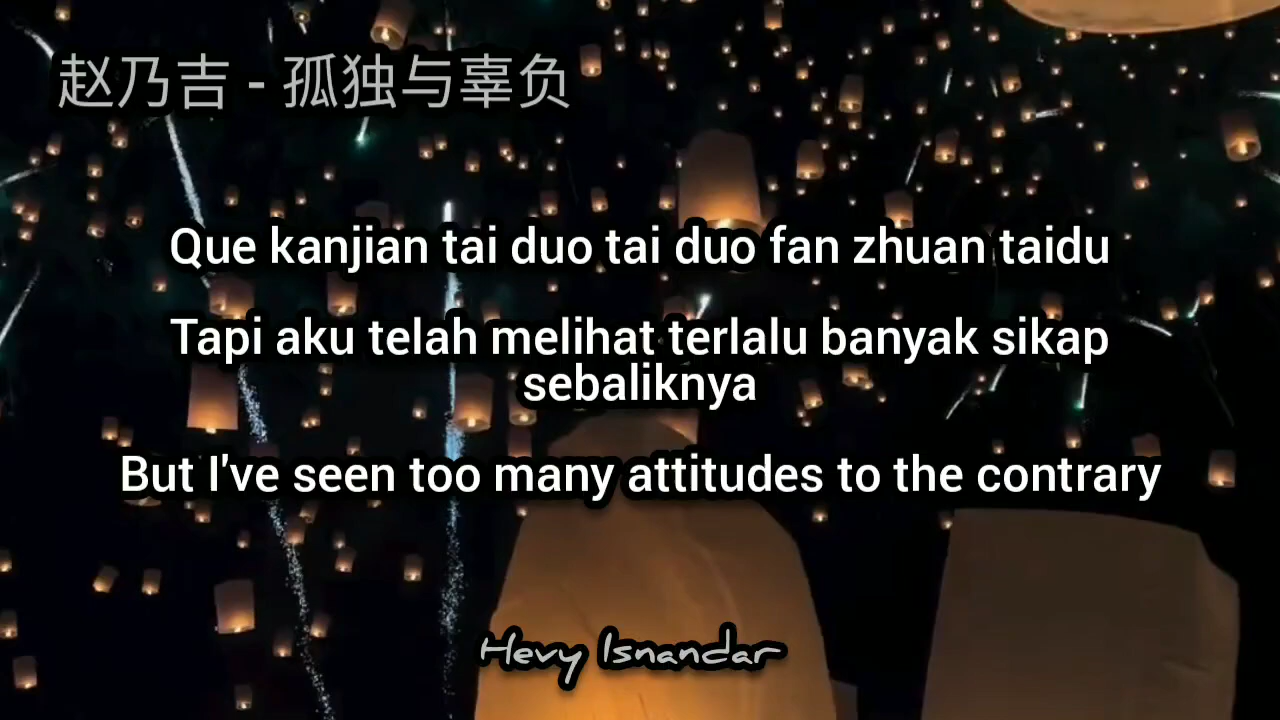 赵乃吉 - 孤独与辜负
Que kanjian tai duo tai duo fan zhuan taidu
Tapi aku telah melihat terlalu banyak sikap
sebaliknya
But I've seen too many attitudes to the contrary
Hevy Isnandar